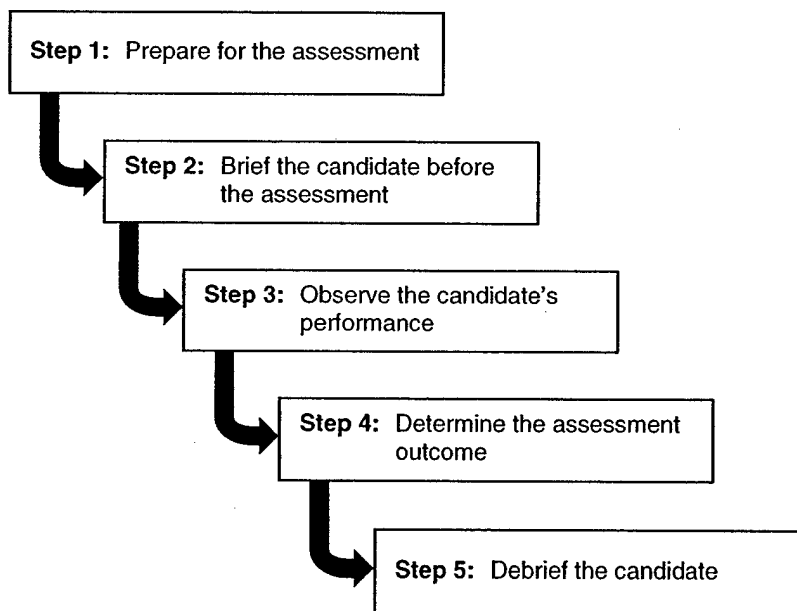 Step 1: Prepare for the assessment
Step 2: Brief the candidate before
the assessment
Step 3: Observe the candidate's
performance
Step 4: Determine the assessment
outcome
Step 5: Debrief the candidate